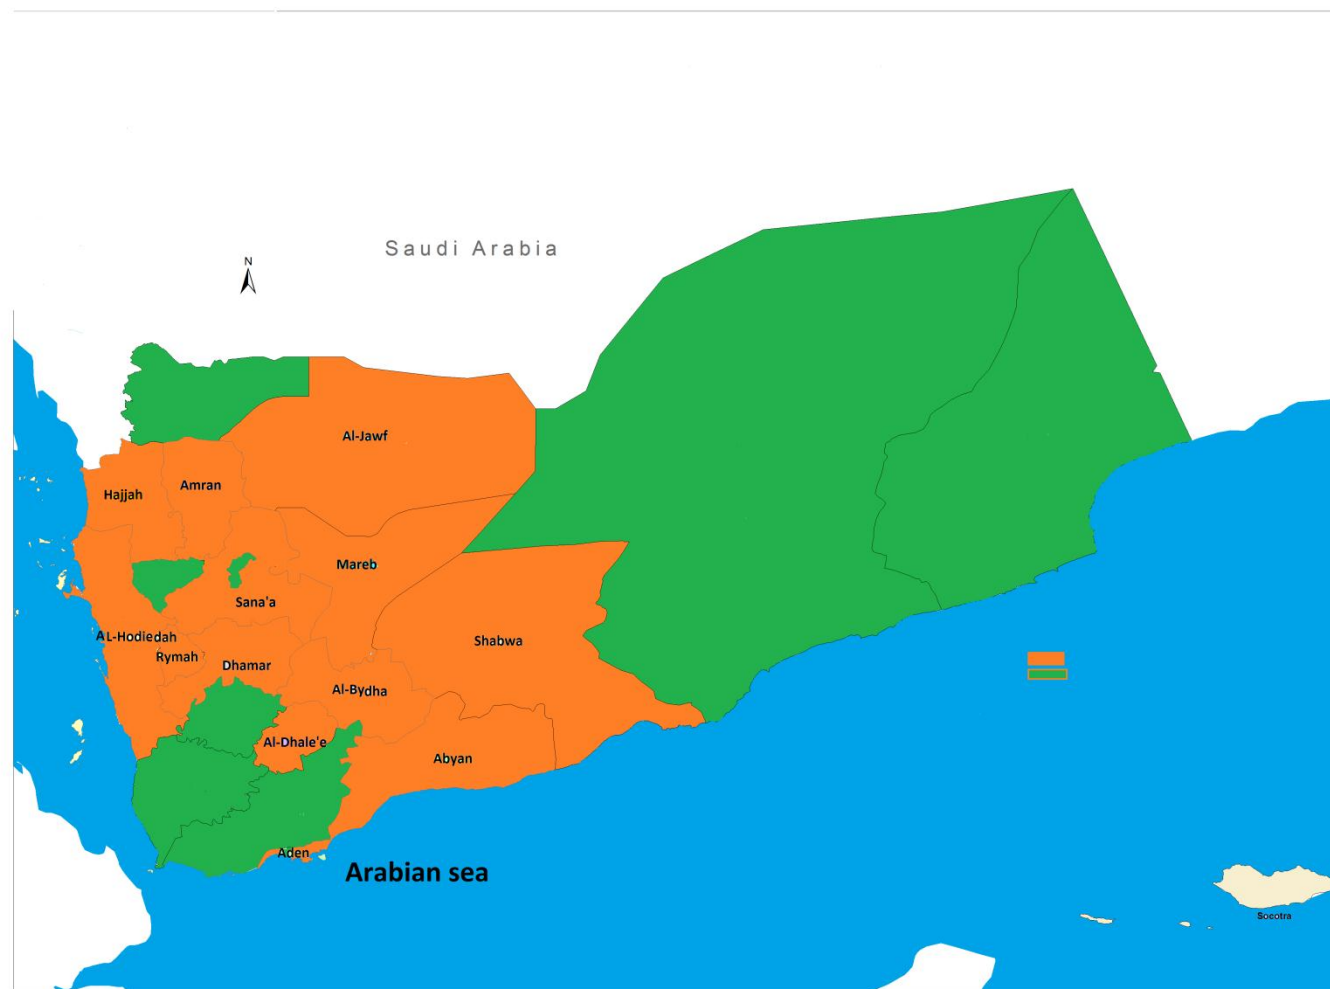 Saudi Arabia
N
Al-Jawf
Amran
Hajjah
Mareb
Sana'a
AL-Hodiedah
Shabwa
Rymah
Dhamar
Al-Bydha
Al-Dhale'e
Abyan
Aden
Arabian sea
Socotra